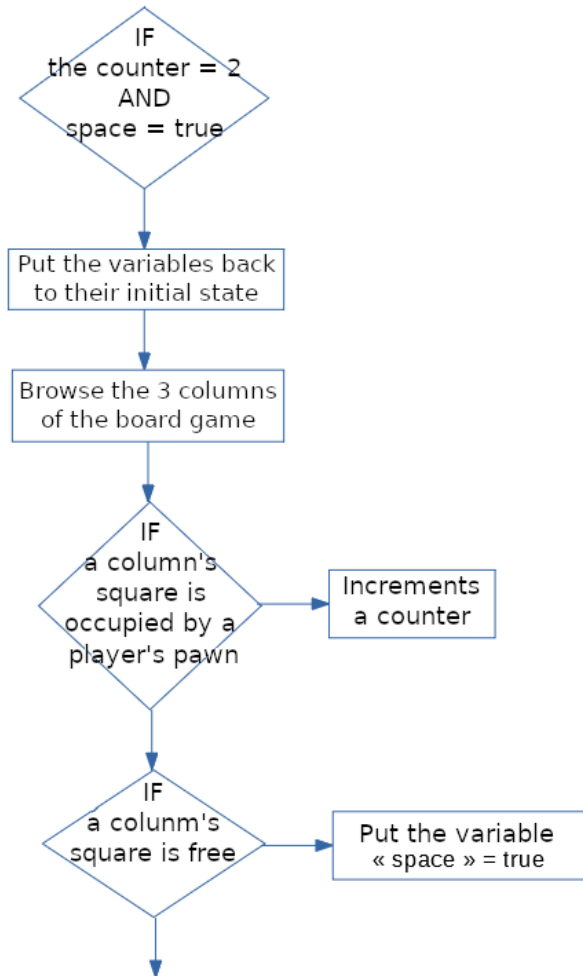 IF
the counter = 2
AND
space = true
Put the variables back
to their initial state
Browse the 3 columns
of the board game
IF
a column's
square is
occupied by a
player's pawn
Increments
a counter
IF
a colunm's
square is free
Put the variable
« space » = true